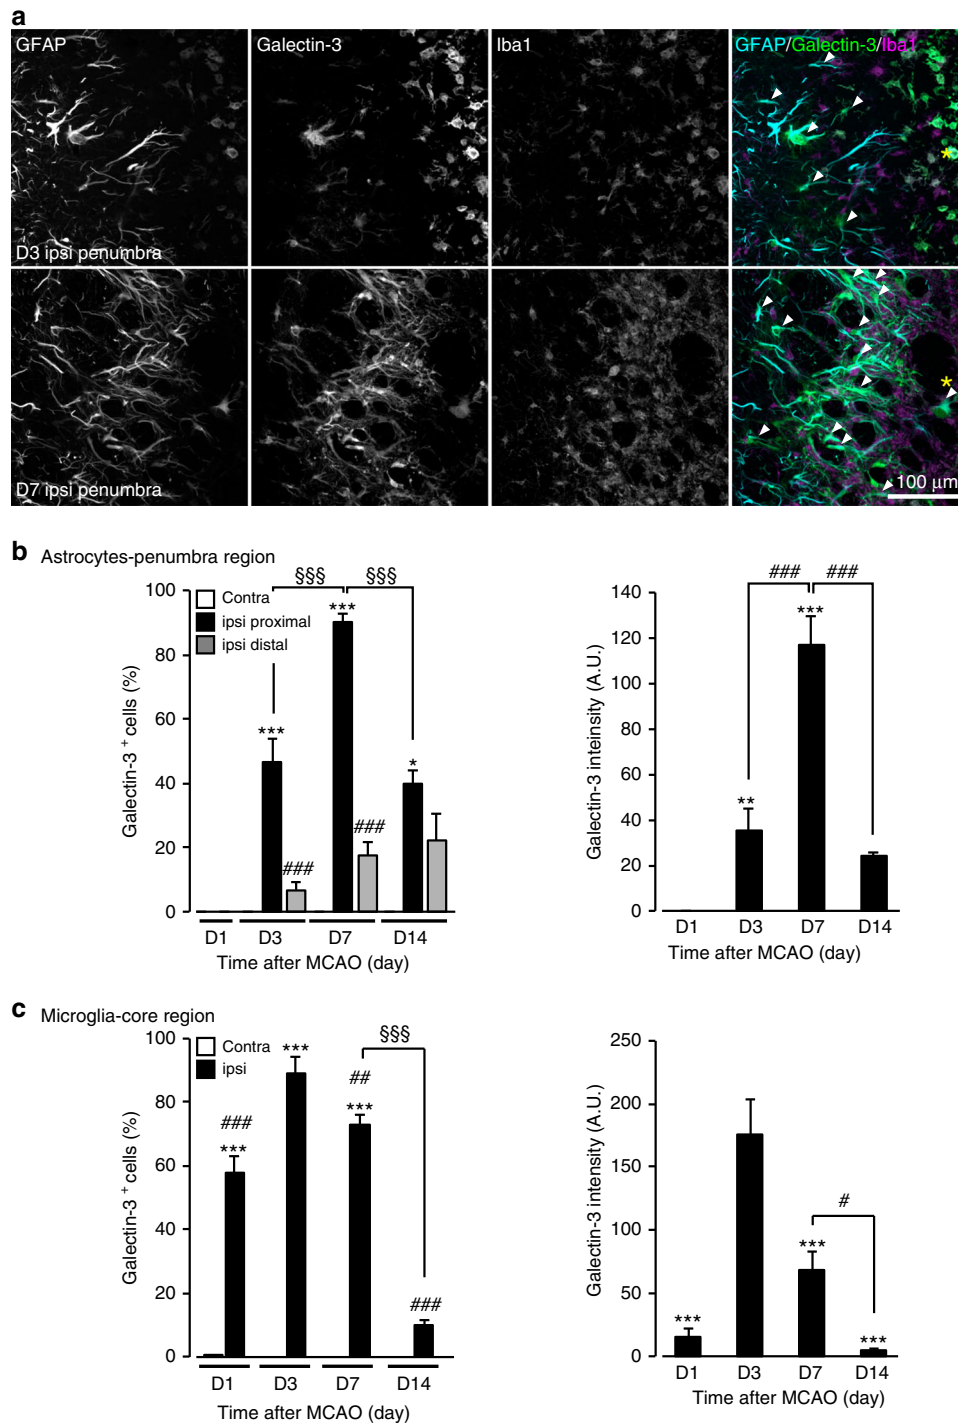 a
GFAP
Galectin-3
Iba1
GFAP/Galectin-3/Iba1
*
D3 ipsi penumbra
*
D7 ipsi penumbra
100 μm
b Astrocytes-penumbra region
§§§ §§§
Contra
ipsi proximal
ipsi distal
***
***
*
###
###
Galectin-3 + cells (%)
100
80
60
40
20
0
D1 D3 D7 D14
Time after MCAO (day)
### ###
***
**
Galectin-3 inteinsity (A.U.)
140
120
100
80
60
40
20
0
D1 D3 D7 D14
Time after MCAO (day)
c Microglia-core region
§§§
Contra
ipsi
***
##
***
###
***
###
Galectin-3 + cells (%)
100
80
60
40
20
0
D1 D3 D7 D14
Time after MCAO (day)
#
***
***
***
Galectin-3 intensity (A.U.)
250
200
150
100
50
0
D1 D3 D7 D14
Time after MCAO (day)